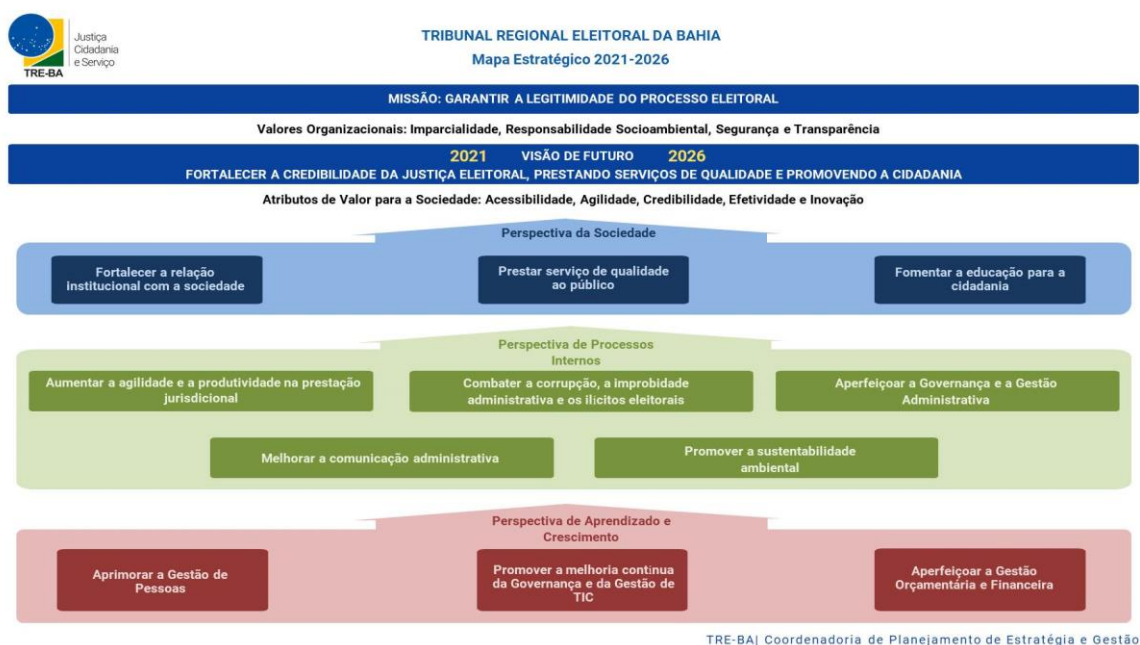 Justiça
Cidadania
e Serviço
TRE-BA
TRIBUNAL REGIONAL ELEITORAL DA BAHIA
Mapa Estratégico 2021-2026
MISSÃO: GARANTIR A LEGITIMIDADE DO PROCESSO ELEITORAL
Valores Organizacionais: Imparcialidade, Responsabilidade Socioambiental, Segurança e Transparência
2021 VISÃO DE FUTURO 2026
FORTALECER A CREDIBILIDADE DA JUSTIÇA ELEITORAL, PRESTANDO SERVIÇOS DE QUALIDADE E PROMOVENDO A CIDADANIA
Atributos de Valor para a Sociedade: Acessibilidade, Agilidade, Credibilidade, Efetividade e Inovação
Perspectiva da Sociedade
Fortalecer a relação
institucional com a sociedade
Prestar serviço de qualidade
ao público
Fomentar a educação para a
cidadania
Perspectiva de Processos
Internos
Aumentar a agilidade e a produtividade na prestação
jurisdicional
Combater a corrupção, a improbidade
administrativa e os ilícitos eleitorais
Aperfeiçoar a Governança e a Gestão
Administrativa
Melhorar a comunicação administrativa
Promover a sustentabilidade
ambiental
Perspectiva de Aprendizado e
Crescimento
Aprimorar a Gestão de
Pessoas
Promover a melhoria contínua
da Governança e da Gestão de
TIC
Aperfeiçoar a Gestão
Orçamentária e Financeira
TRE-BA| Coordenadoria de Planejamento de Estratégia e Gestão